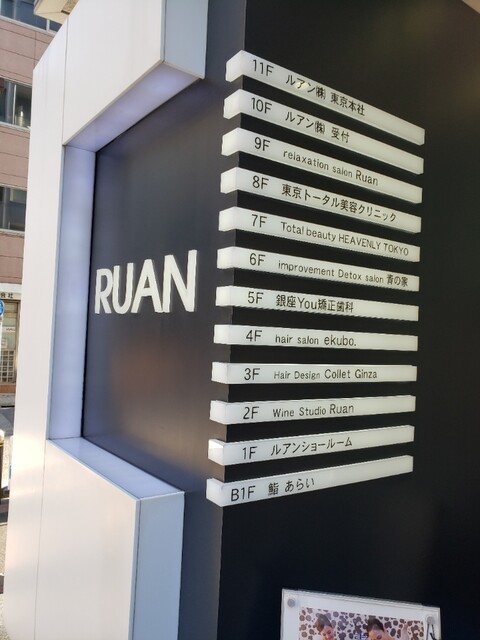 RUAN
11F ルアン㈱ 東京本社
10F ルアン㈱ 受付
9F relaxation salon Ruan
8F 東京トータル美容クリニック
7F Total beauty HEAVENLY TOKYO
6F improvement Detox salon 青の家
5F 銀座You矯正歯科
4F hair salon ekubo.
3F Hair Design Collet Ginza
2F Wine Studio Ruan
1F ルアンショールーム
B1F 鮨 あらい